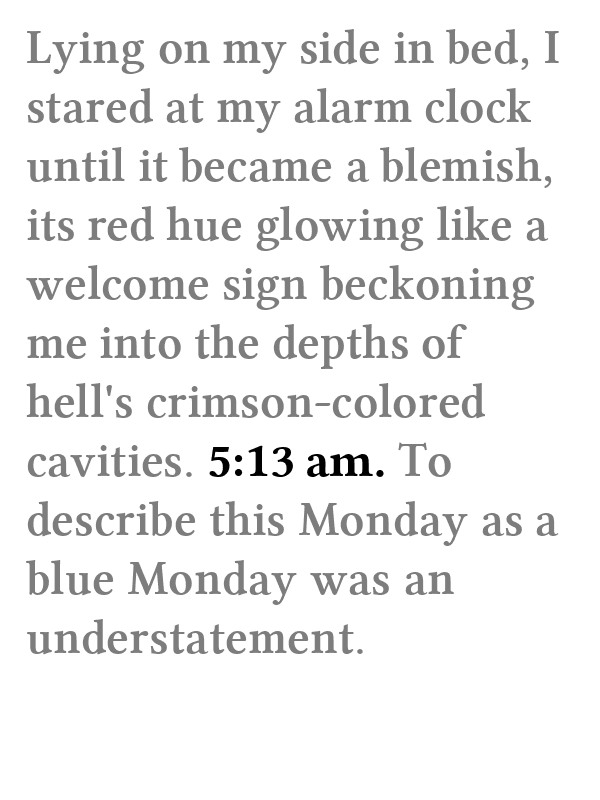 Lying on my side in bed, I
stared at my alarm clock
until it became a blemish,
its red hue glowing like a
welcome sign beckoning
me into the depths of
hell's crimson-colored
cavities. 5:13 am. To
describe this Monday as a
blue Monday was an
understatement.